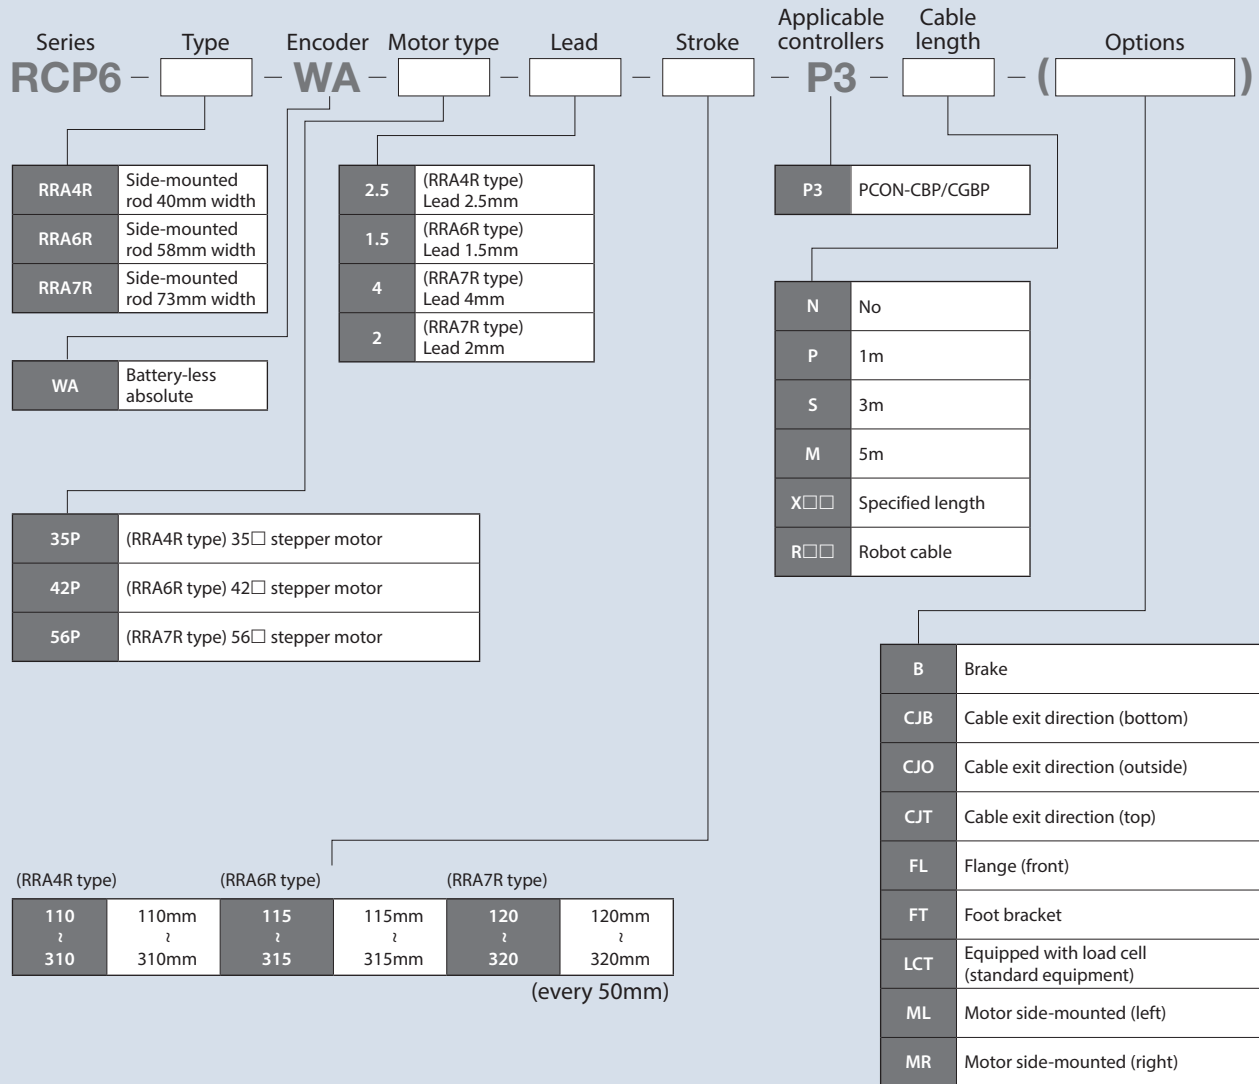 Series Type Encoder Motor type Lead Stroke Applicable controllers Cable length Options
RCP6 – □ – WA – □ – □ – □ – P3 – □ – (□)
RRA4R Side-mounted
rod 40mm width
RRA6R Side-mounted
rod 58mm width
RRA7R Side-mounted
rod 73mm width
WA Battery-less
absolute
35P (RRA4R type) 35□ stepper motor
42P (RRA6R type) 42□ stepper motor
56P (RRA7R type) 56□ stepper motor
2.5 (RRA4R type)
Lead 2.5mm
1.5 (RRA6R type)
Lead 1.5mm
4 (RRA7R type)
Lead 4mm
2 (RRA7R type)
Lead 2mm
(RRA4R type) (RRA6R type) (RRA7R type)
110 110mm 115 115mm 120 120mm
≀ ≀ ≀ ≀ ≀ ≀
310 310mm 315 315mm 320 320mm
(every 50mm)
P3 PCON-CBP/CGBP
N No
P 1m
S 3m
M 5m
X□□ Specified length
R□□ Robot cable
B Brake
CJB Cable exit direction (bottom)
CJO Cable exit direction (outside)
CJT Cable exit direction (top)
FL Flange (front)
FT Foot bracket
LCT Equipped with load cell
(standard equipment)
ML Motor side-mounted (left)
MR Motor side-mounted (right)